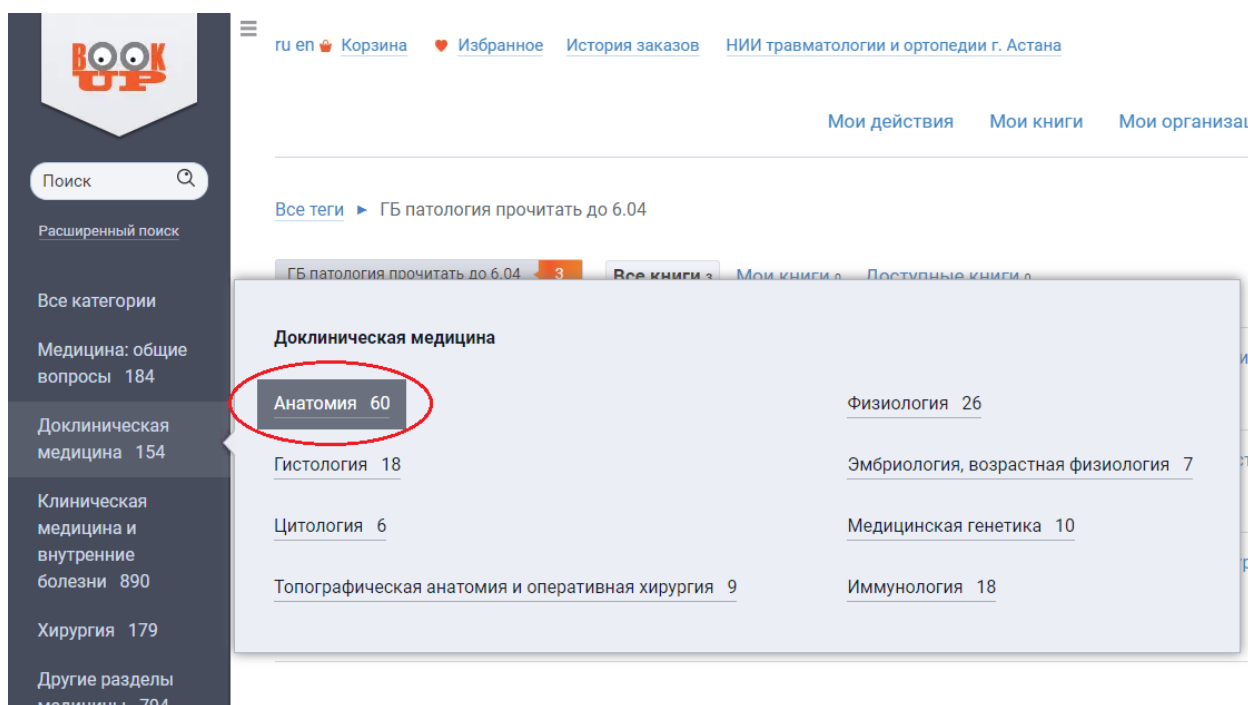 BOOK
UP
ru en Корзина Избранное История заказов НИИ травматологии и ортопедии г. Астана
Мои действия Мои книги Мои организац
Поиск
Расширенный поиск
Все теги ► ГБ патология прочитать до 6.04
ГБ патология прочитать до 6.04 3 Все книги 3 Мои книги 0 Доступные книги 0
Все категории
Медицина: общие
вопросы 184
Доклиническая
медицина 154
Клиническая
медицина и
внутренние
болезни 890
Хирургия 179
Другие разделы
медицины 794
Доклиническая медицина
Анатомия 60
Физиология 26
Гистология 18
Эмбриология, возрастная физиология 7
Цитология 6
Медицинская генетика 10
Топографическая анатомия и оперативная хирургия 9
Иммунология 18